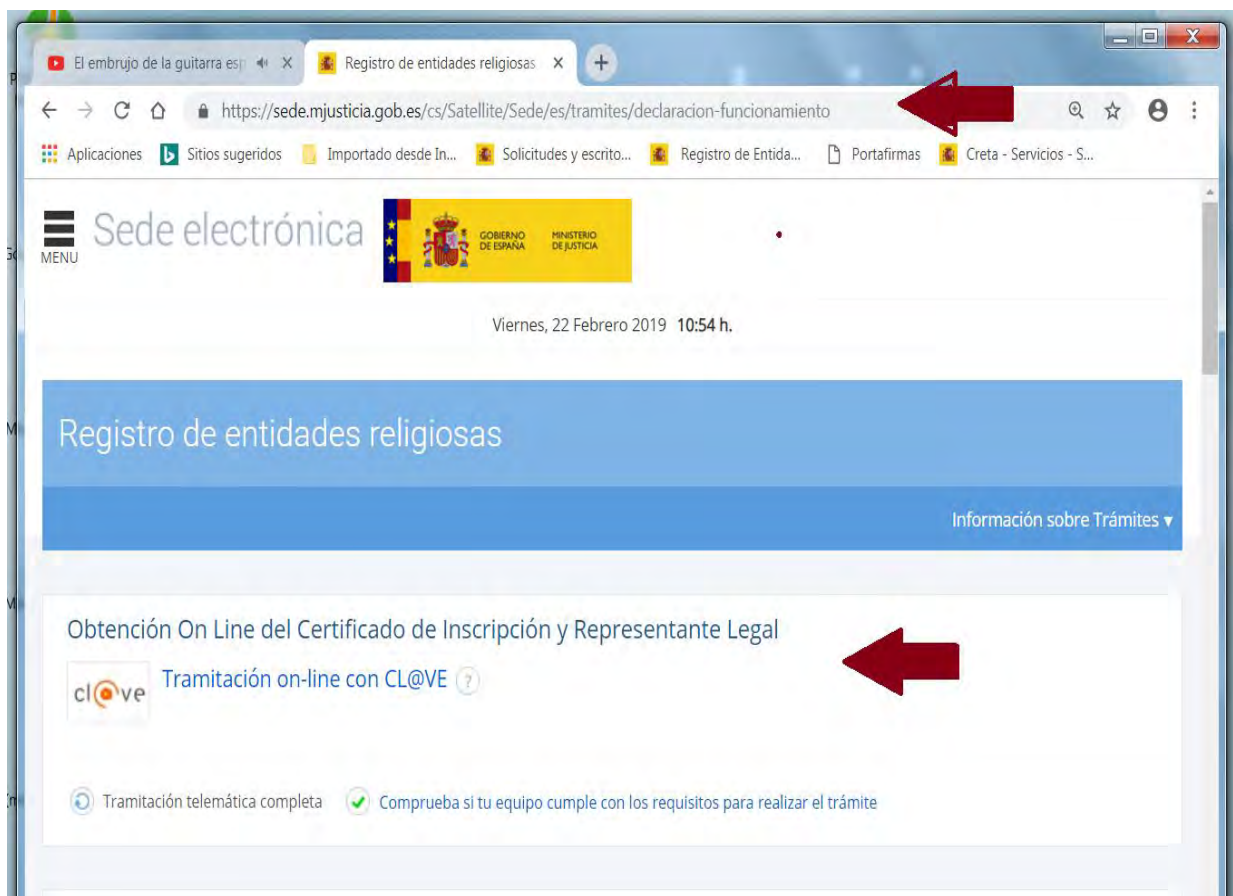 El embrujo de la guitarra esp
Registro de entidades religiosas
https://sede.mjusticia.gob.es/cs/Satellite/Sede/es/tramites/declaracion-funcionamiento
Aplicaciones Sitios sugeridos Importado desde In... Solicitudes y escrito... Registro de Entida... Portafirmas Creta - Servicios - S...
MENU
Sede electrónica
GOBIERNO DE ESPAÑA
MINISTERIO DE JUSTICIA
Viernes, 22 Febrero 2019 10:54 h.
Registro de entidades religiosas
Información sobre Trámites ▾
Obtención On Line del Certificado de Inscripción y Representante Legal
cl@ve
Tramitación on-line con CL@VE ?
Tramitación telemática completa
Comprueba si tu equipo cumple con los requisitos para realizar el trámite